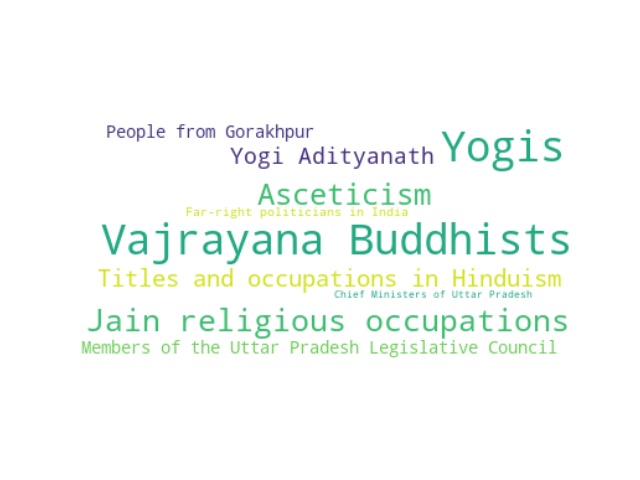 People from Gorakhpur
Yogis
Yogi Adityanath
Asceticism
Far-right politicians in India
Vajrayana Buddhists
Titles and occupations in Hinduism
Chief Ministers of Uttar Pradesh
Jain religious occupations
Members of the Uttar Pradesh Legislative Council